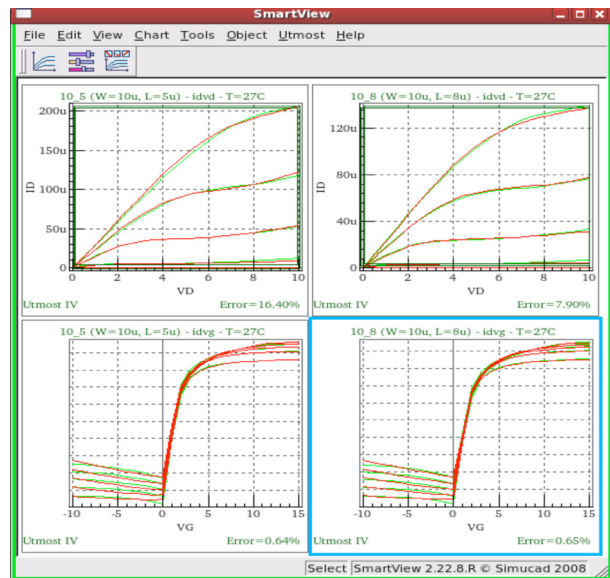 SmartView
File Edit View Chart Tools Object Utmost Help
10_5 (W=10u, L=5u) - idvd - T=27C
200u
150u
100u
50u
0
ID
0 2 4 6 8 10
VD
Utmost IV Error=16.40%
10_8 (W=10u, L=8u) - idvd - T=27C
120u
80u
40u
0
ID
0 2 4 6 8 10
VD
Utmost IV Error=7.90%
10_5 (W=10u, L=5u) - idvg - T=27C
-10 -5 0 5 10 15
VG
Utmost IV Error=0.64%
10_8 (W=10u, L=8u) - idvg - T=27C
-10 -5 0 5 10 15
VG
Utmost IV Error=0.65%
Select SmartView 2.22.8.R © Simucad 2008